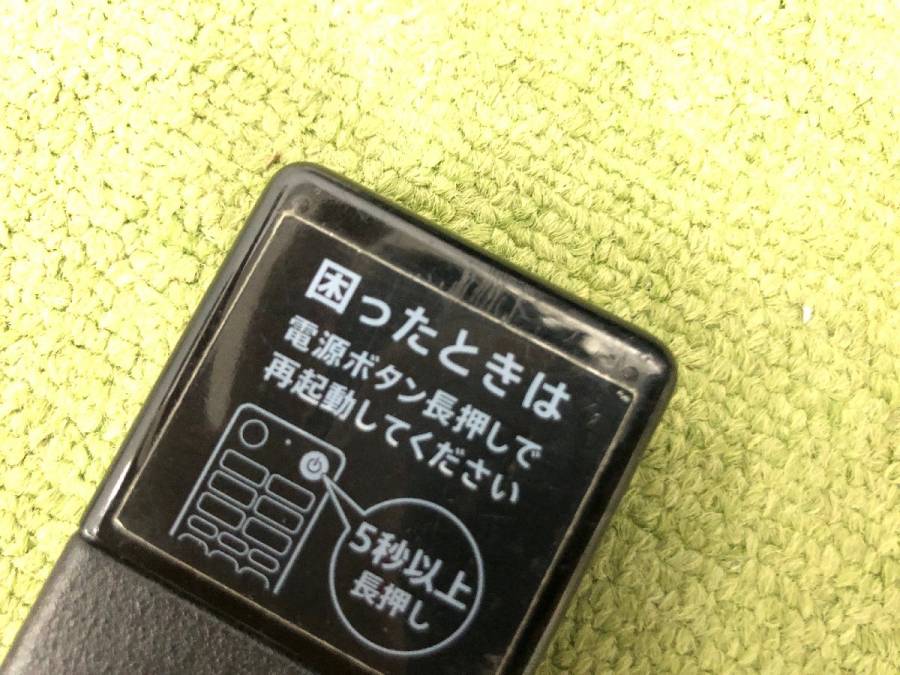 困ったときは
電源ボタン長押しで
再起動してください
5秒以上
長押し